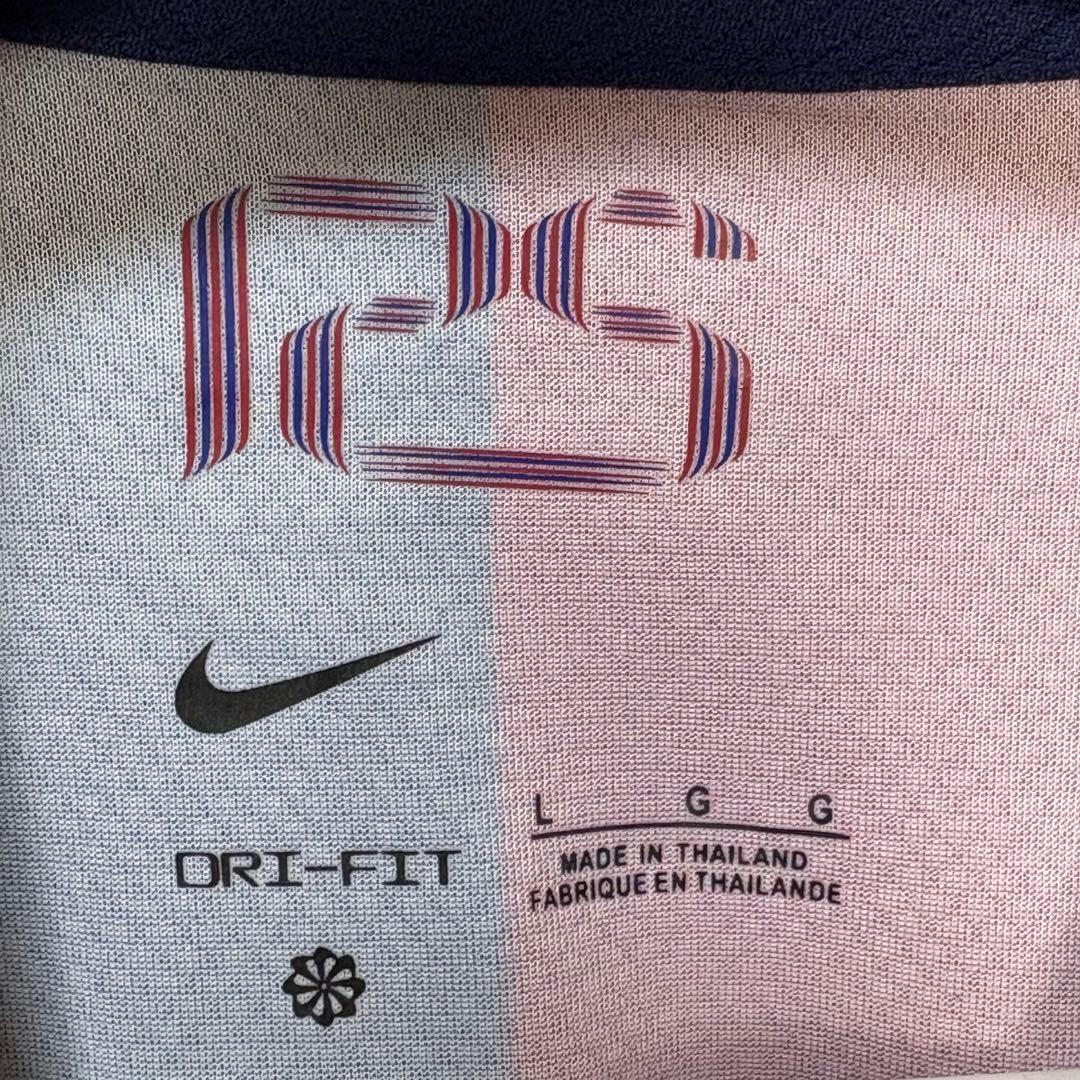 DRI-FIT
L G G
MADE IN THAILAND
FABRIQUE EN THAILANDE